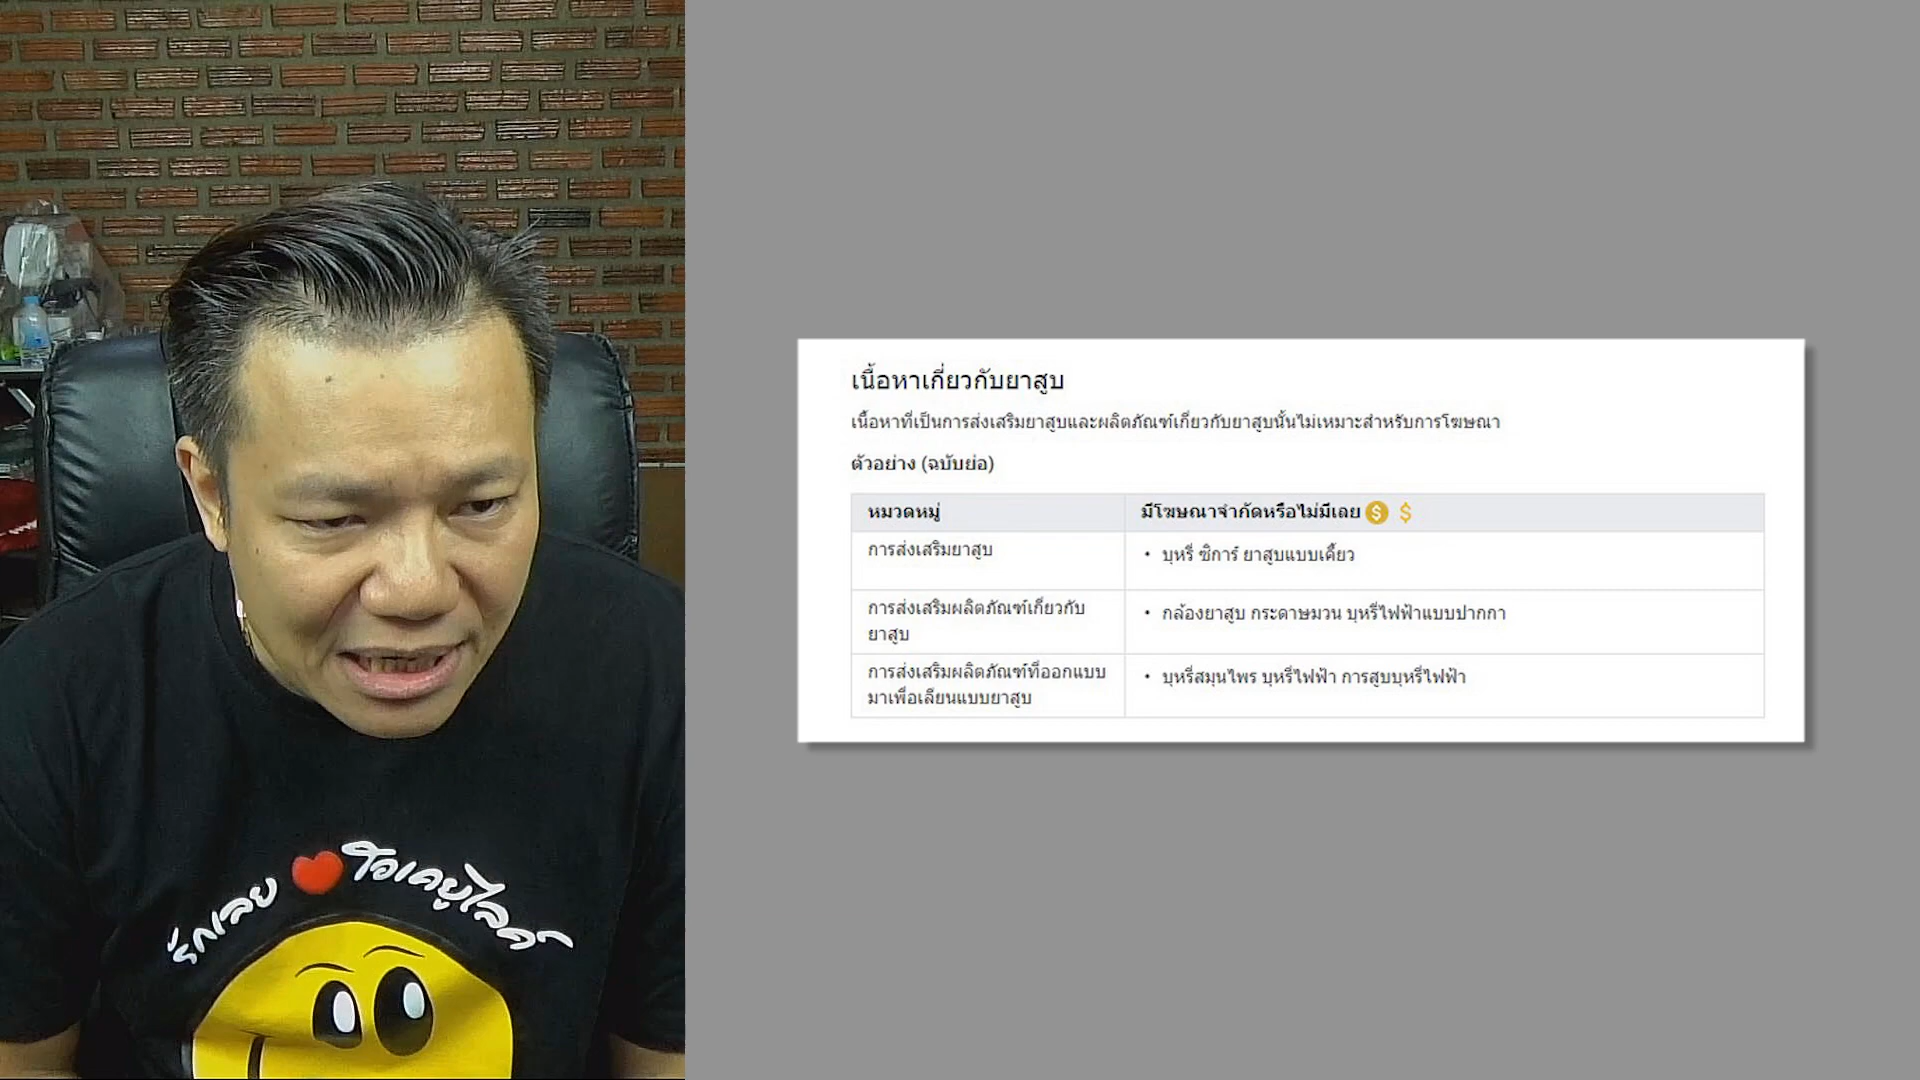 รักเลย โอเคยูไลค์
เนื้อหาเกี่ยวกับยาสูบ
เนื้อหาที่เป็นการส่งเสริมยาสูบและผลิตภัณฑ์เกี่ยวกับยาสูบนั้นไม่เหมาะสำหรับการโฆษณา
ตัวอย่าง (ฉบับย่อ)
หมวดหมู่
มีโฆษณาจำกัดหรือไม่มีเลย
การส่งเสริมยาสูบ
• บุหรี่ ซิการ์ ยาสูบแบบเคี้ยว
การส่งเสริมผลิตภัณฑ์เกี่ยวกับ
ยาสูบ
• กล้องยาสูบ กระดาษมวน บุหรี่ไฟฟ้าแบบปากกา
การส่งเสริมผลิตภัณฑ์ที่ออกแบบ
มาเพื่อเลียนแบบยาสูบ
• บุหรี่สมุนไพร บุหรี่ไฟฟ้า การสูบบุหรี่ไฟฟ้า